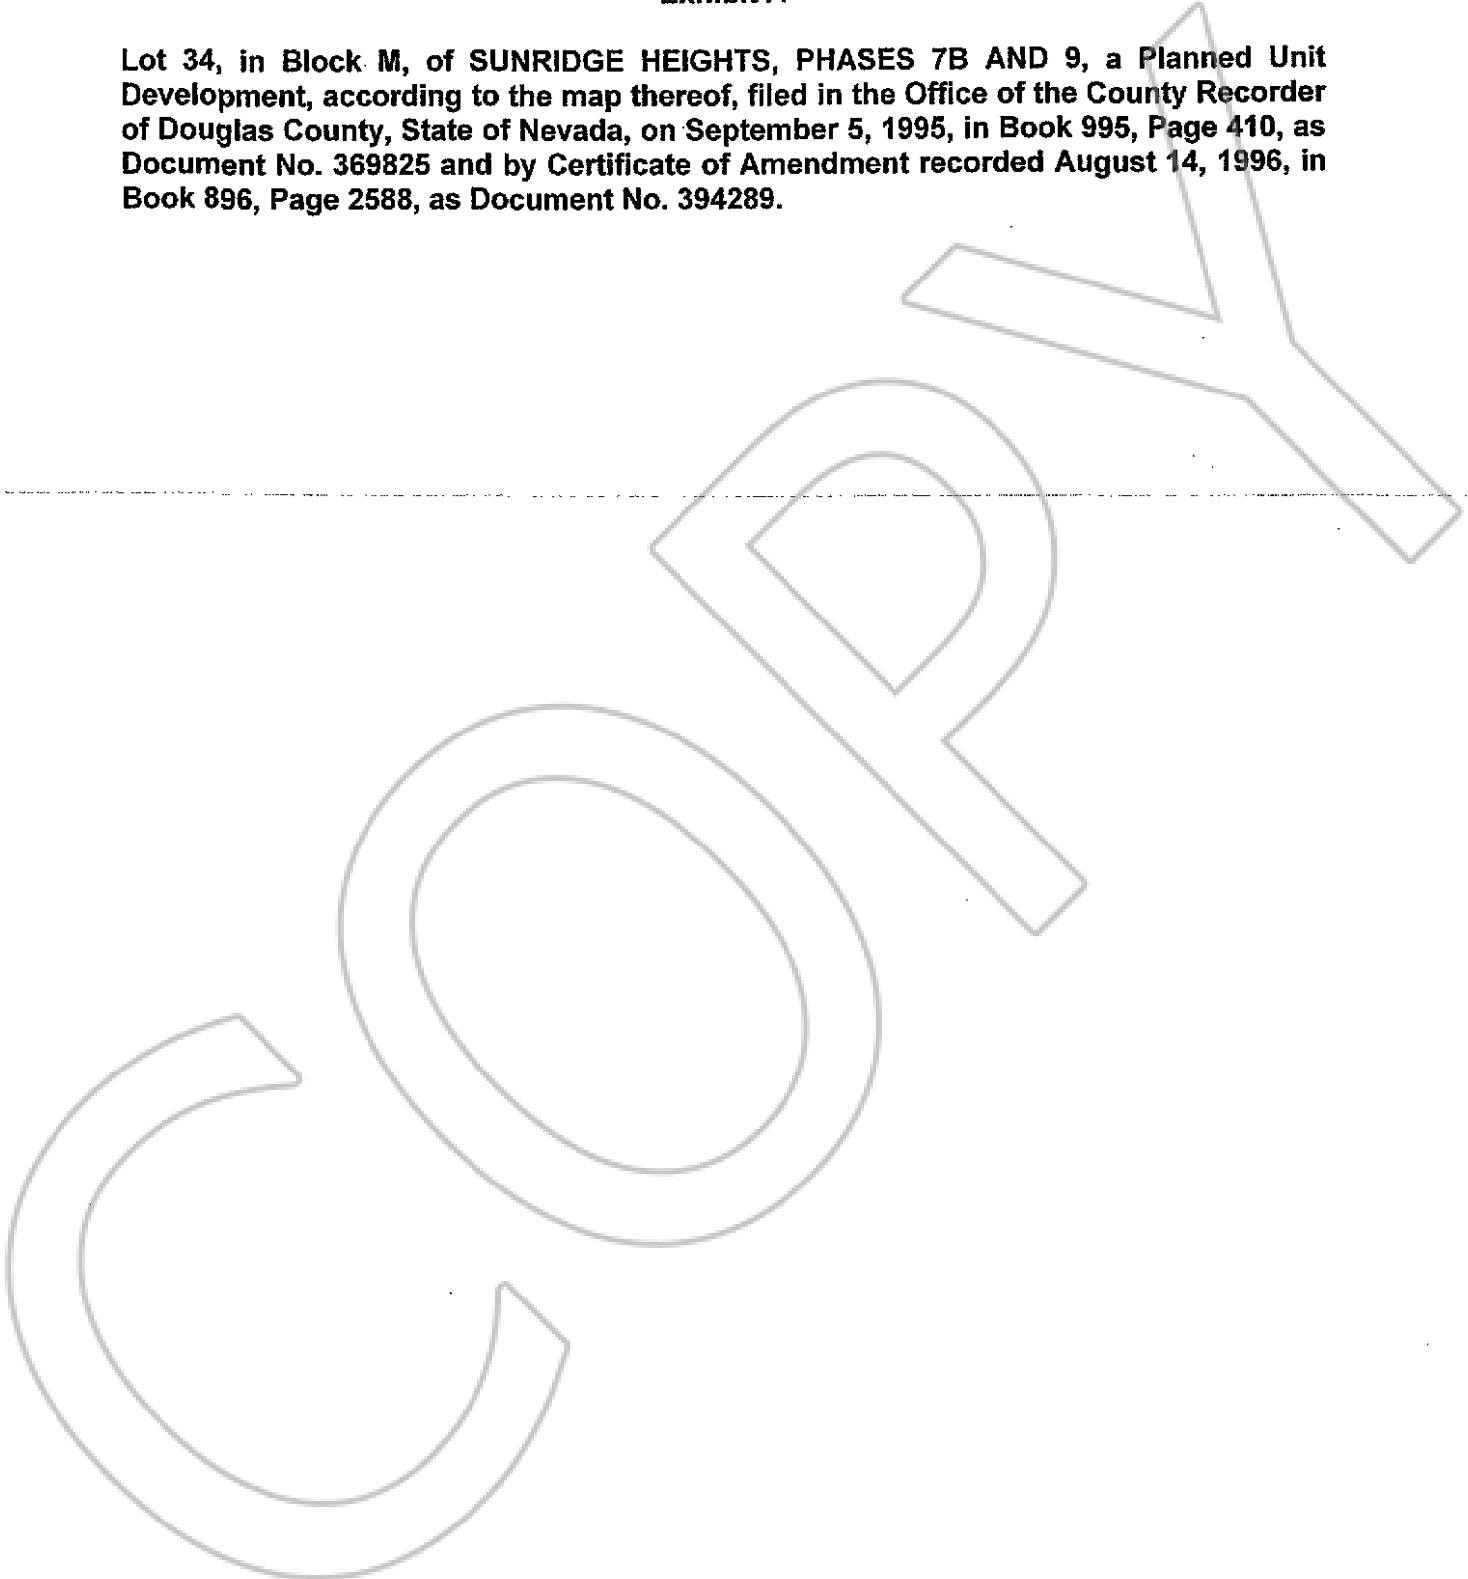 Lot 34, in Block M, of SUNRIDGE HEIGHTS, PHASES 7B AND 9, a Planned Unit
Development, according to the map thereof, filed in the Office of the County Recorder
of Douglas County, State of Nevada, on September 5, 1995, in Book 995, Page 410, as
Document No. 369825 and by Certificate of Amendment recorded August 14, 1996, in
Book 896, Page 2588, as Document No. 394289.
COPY